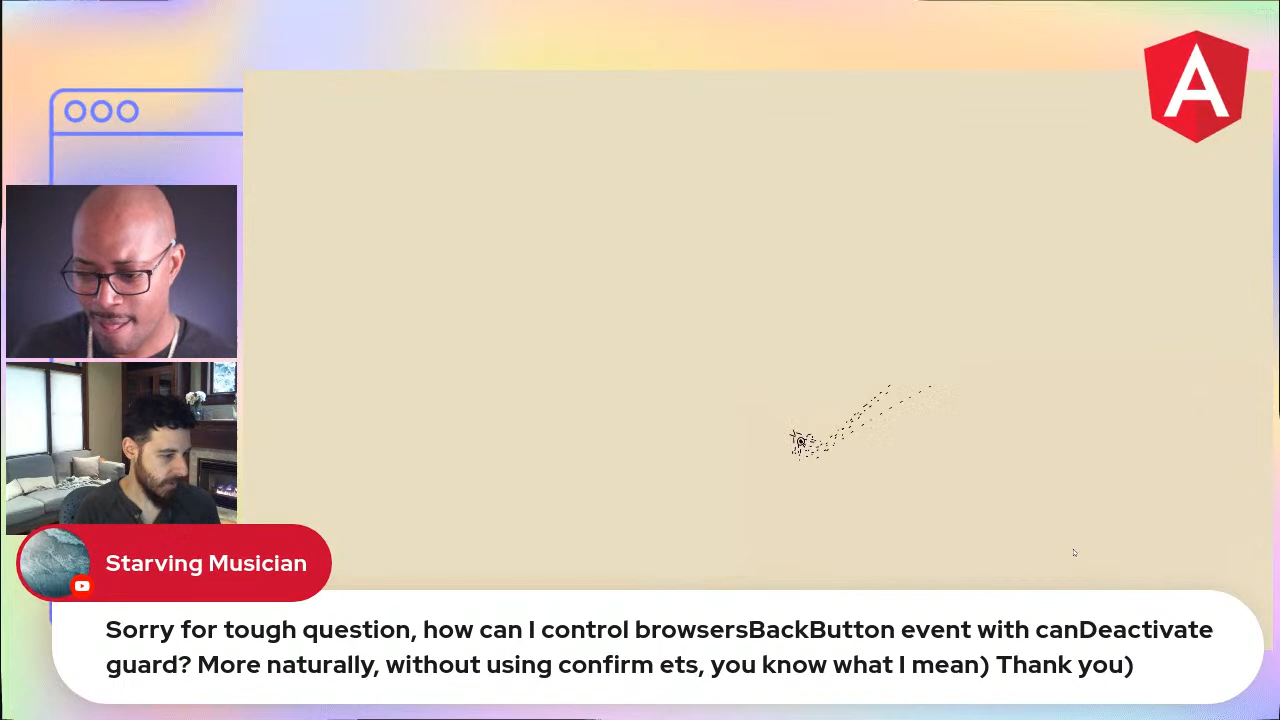 A
Starving Musician
Sorry for tough question, how can I control browsersBackButton event with canDeactivate
guard? More naturally, without using confirm ets, you know what I mean) Thank you)